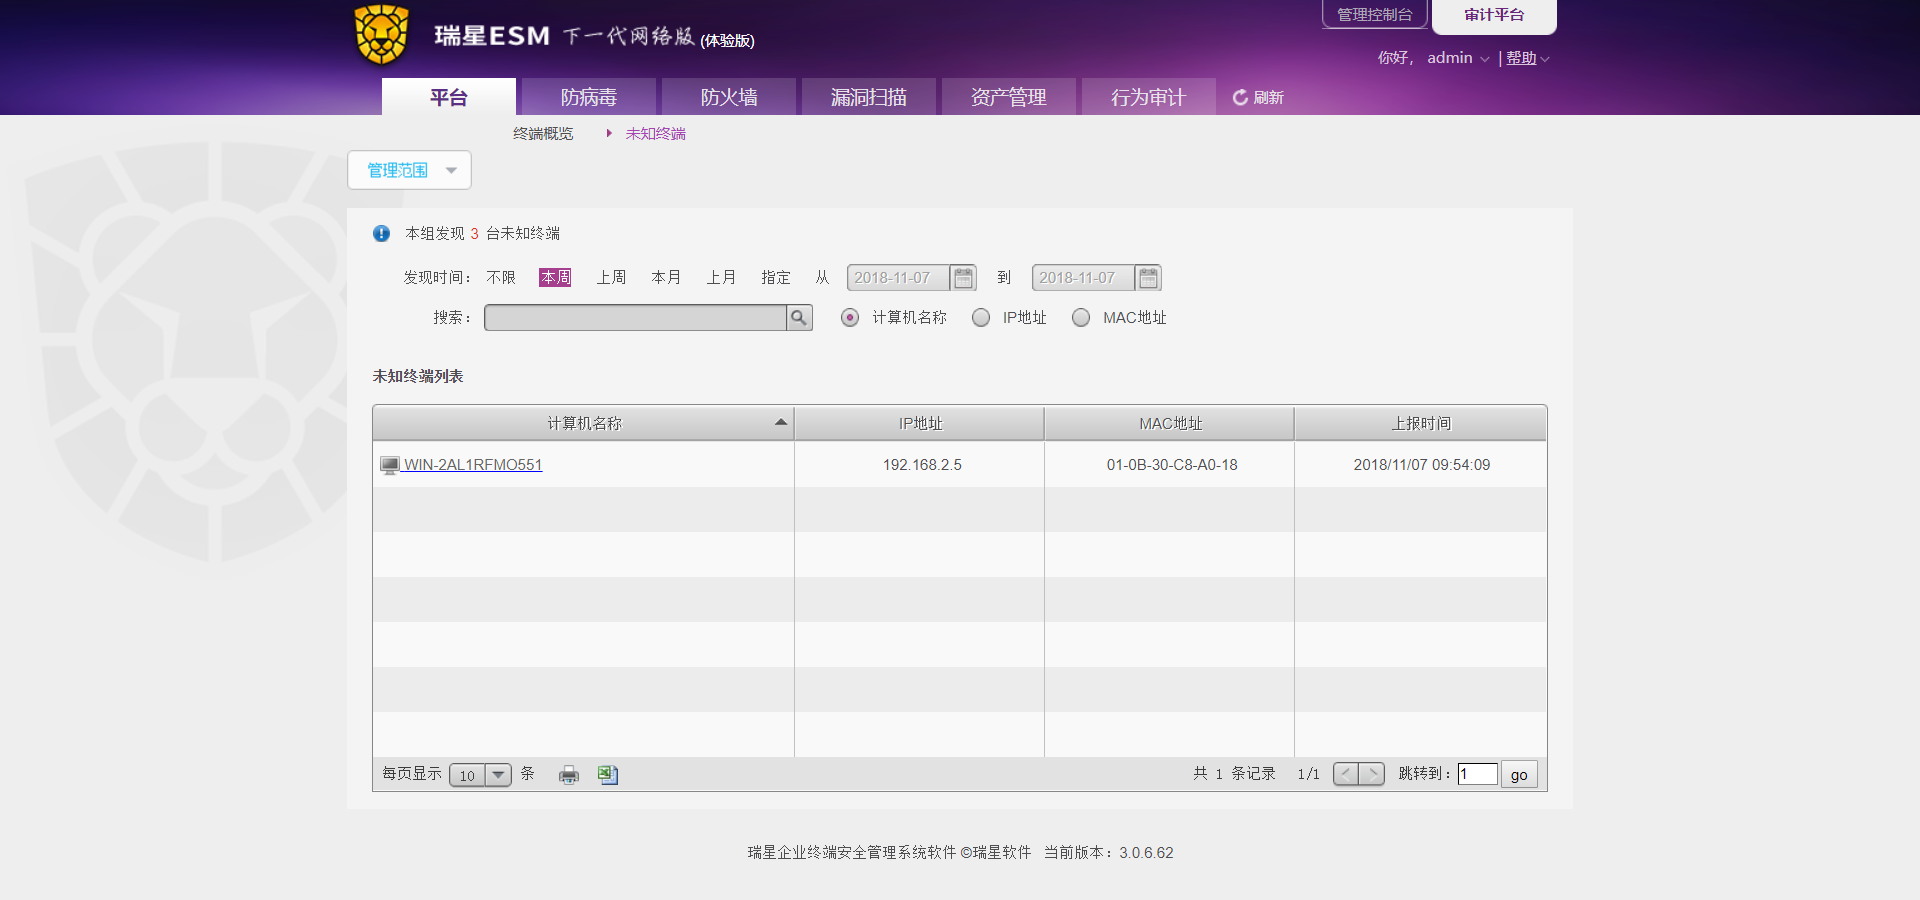 瑞星ESM 下一代网络版 (体验版)
管理控制台 审计平台
你好， admin | 帮助
平台 防病毒 防火墙 漏洞扫描 资产管理 行为审计 刷新
终端概览 未知终端
管理范围
本组发现 3 台未知终端
发现时间： 不限 本周 上周 本月 上月 指定 从 2018-11-07 到 2018-11-07
搜索： 计算机名称 IP地址 MAC地址
未知终端列表
计算机名称 IP地址 MAC地址 上报时间
WIN-2AL1RFMO551 192.168.2.5 01-0B-30-C8-A0-18 2018/11/07 09:54:09
每页显示 10 条 共 1 条记录 1/1 跳转到： 1 go
瑞星企业终端安全管理系统软件 ©瑞星软件 当前版本：3.0.6.62